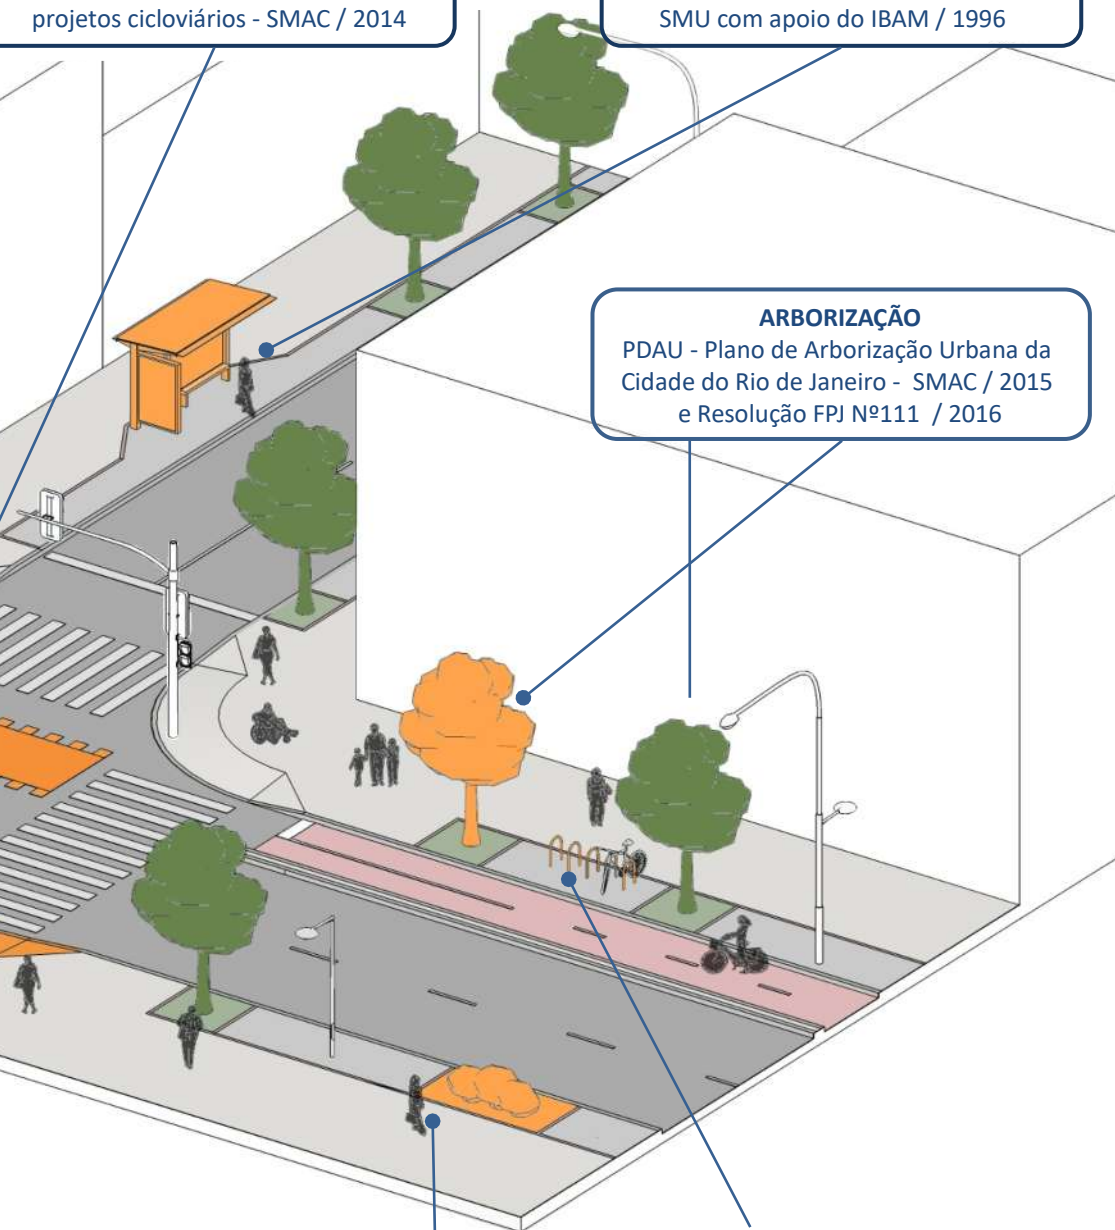 projetos cicloviários - SMAC / 2014
SMU com apoio do IBAM / 1996
ARBORIZAÇÃO
PDAU - Plano de Arborização Urbana da
Cidade do Rio de Janeiro -  SMAC / 2015
e Resolução FPJ Nº111  / 2016